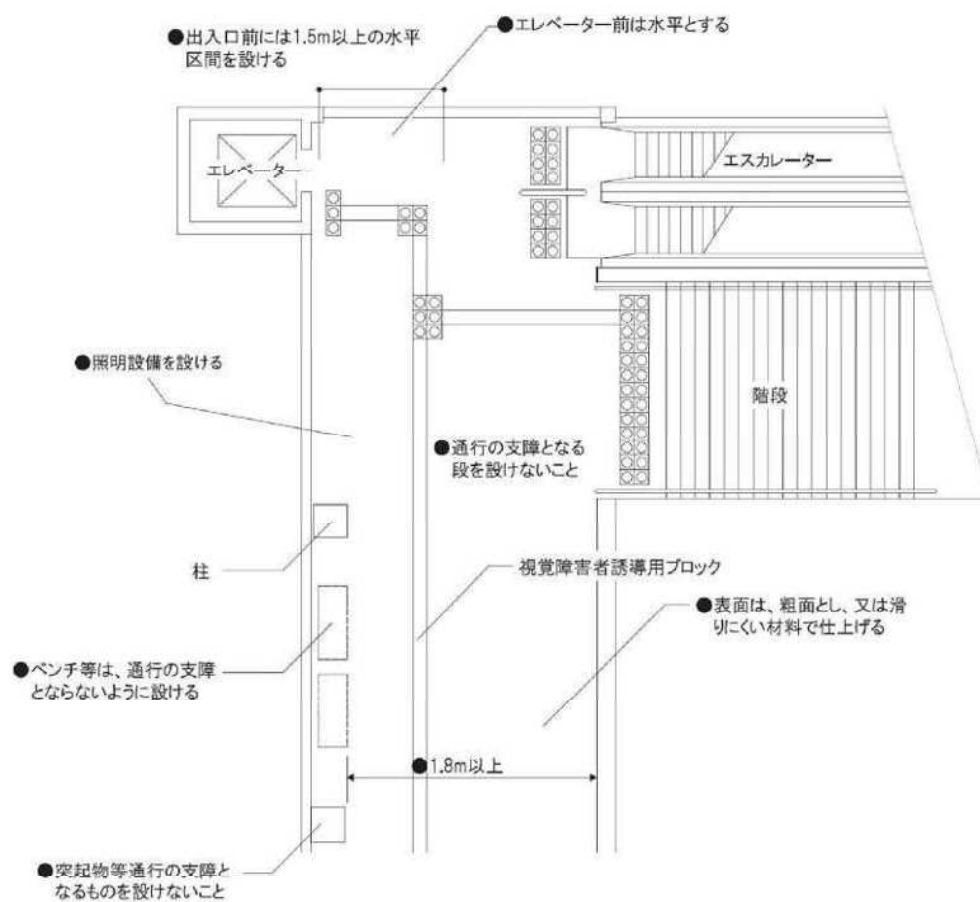 ●エレベーター前は水平とする
●出入口前には1.5m以上の水平
区間を設ける
エレベーター
エスカレーター
●照明設備を設ける
階段
●通行の支障となる
段を設けないこと
柱
視覚障害者誘導用ブロック
●表面は、粗面とし、又は滑
りにくい材料で仕上げる
●ベンチ等は、通行の支障
とならないように設ける
●1.8m以上
●突起物等通行の支障と
なるものを設けないこと